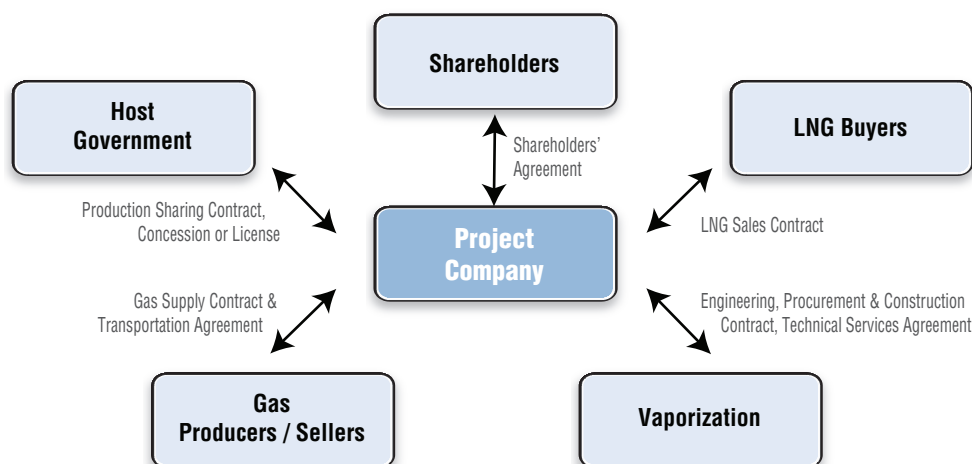 Shareholders
Host
Government
LNG Buyers
Shareholders’
Agreement
Production Sharing Contract,
Concession or License
Project
Company
LNG Sales Contract
Gas Supply Contract &
Transportation Agreement
Engineering, Procurement & Construction
Contract, Technical Services Agreement
Gas
Producers / Sellers
Vaporization